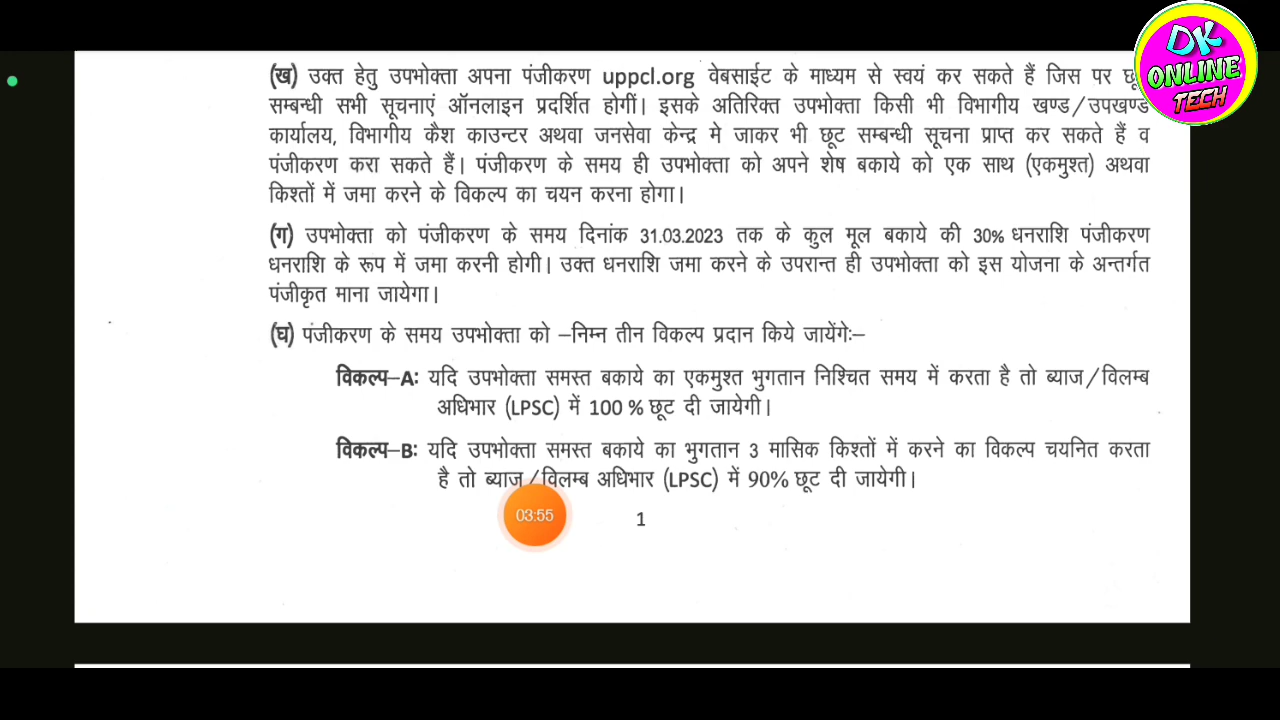 DK
ONLINE
TECH
(ख) उक्त हेतु उपभोक्ता अपना पंजीकरण uppcl.org वेबसाईट के माध्यम से स्वयं कर सकते हैं जिस पर
सम्बन्धी सभी सूचनाएं ऑनलाइन प्रदर्शित होगीं। इसके अतिरिक्त उपभोक्ता किसी भी विभागीय खण्ड/उपखण्ड
कार्यालय, विभागीय कैश काउन्टर अथवा जनसेवा केन्द्र मे जाकर भी छूट सम्बन्धी सूचना प्राप्त कर सकते हैं व
पंजीकरण करा सकते हैं। पंजीकरण के समय ही उपभोक्ता को अपने शेष बकाये को एक साथ (एकमुश्त) अथवा
किश्तों में जमा करने के विकल्प का चयन करना होगा।
(ग) उपभोक्ता को पंजीकरण के समय दिनांक 31.03.2023 तक के कुल मूल बकाये की 30% धनराशि पंजीकरण
धनराशि के रूप में जमा करनी होगी। उक्त धनराशि जमा करने के उपरान्त ही उपभोक्ता को इस योजना के अन्तर्गत
पंजीकृत माना जायेगा।
(घ) पंजीकरण के समय उपभोक्ता को –निम्न तीन विकल्प प्रदान किये जायेंगेः–
विकल्प–A: यदि उपभोक्ता समस्त बकाये का एकमुश्त भुगतान निश्चित समय में करता है तो ब्याज/विलम्ब
अधिभार (LPSC) में 100 % छूट दी जायेगी।
विकल्प–B: यदि उपभोक्ता समस्त बकाये का भुगतान 3 मासिक किश्तों में करने का विकल्प चयनित करता
है तो ब्याज/विलम्ब अधिभार (LPSC) में 90% छूट दी जायेगी।
03:55
1